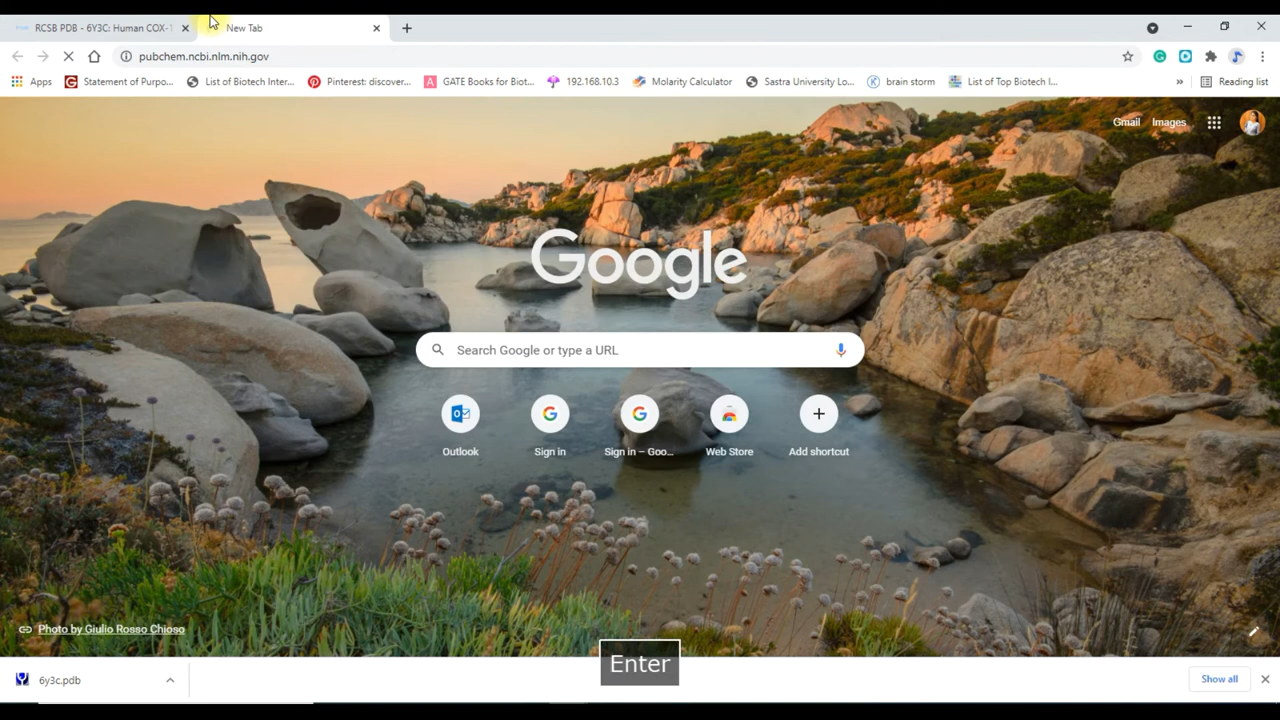 RCSB PDB - 6Y3C: Human COX-1
New Tab
pubchem.ncbi.nlm.nih.gov
Apps
Statement of Purpo...
List of Biotech Inter...
Pinterest: discover...
GATE Books for Biot...
192.168.10.3
Molarity Calculator
Sastra University Lo...
brain storm
List of Top Biotech I...
»
Reading list
Gmail
Images
Google
Search Google or type a URL
Outlook
Sign in
Sign in – Goo...
Web Store
Add shortcut
Photo by Giulio Rosso Chioso
Enter
6y3c.pdb
Show all